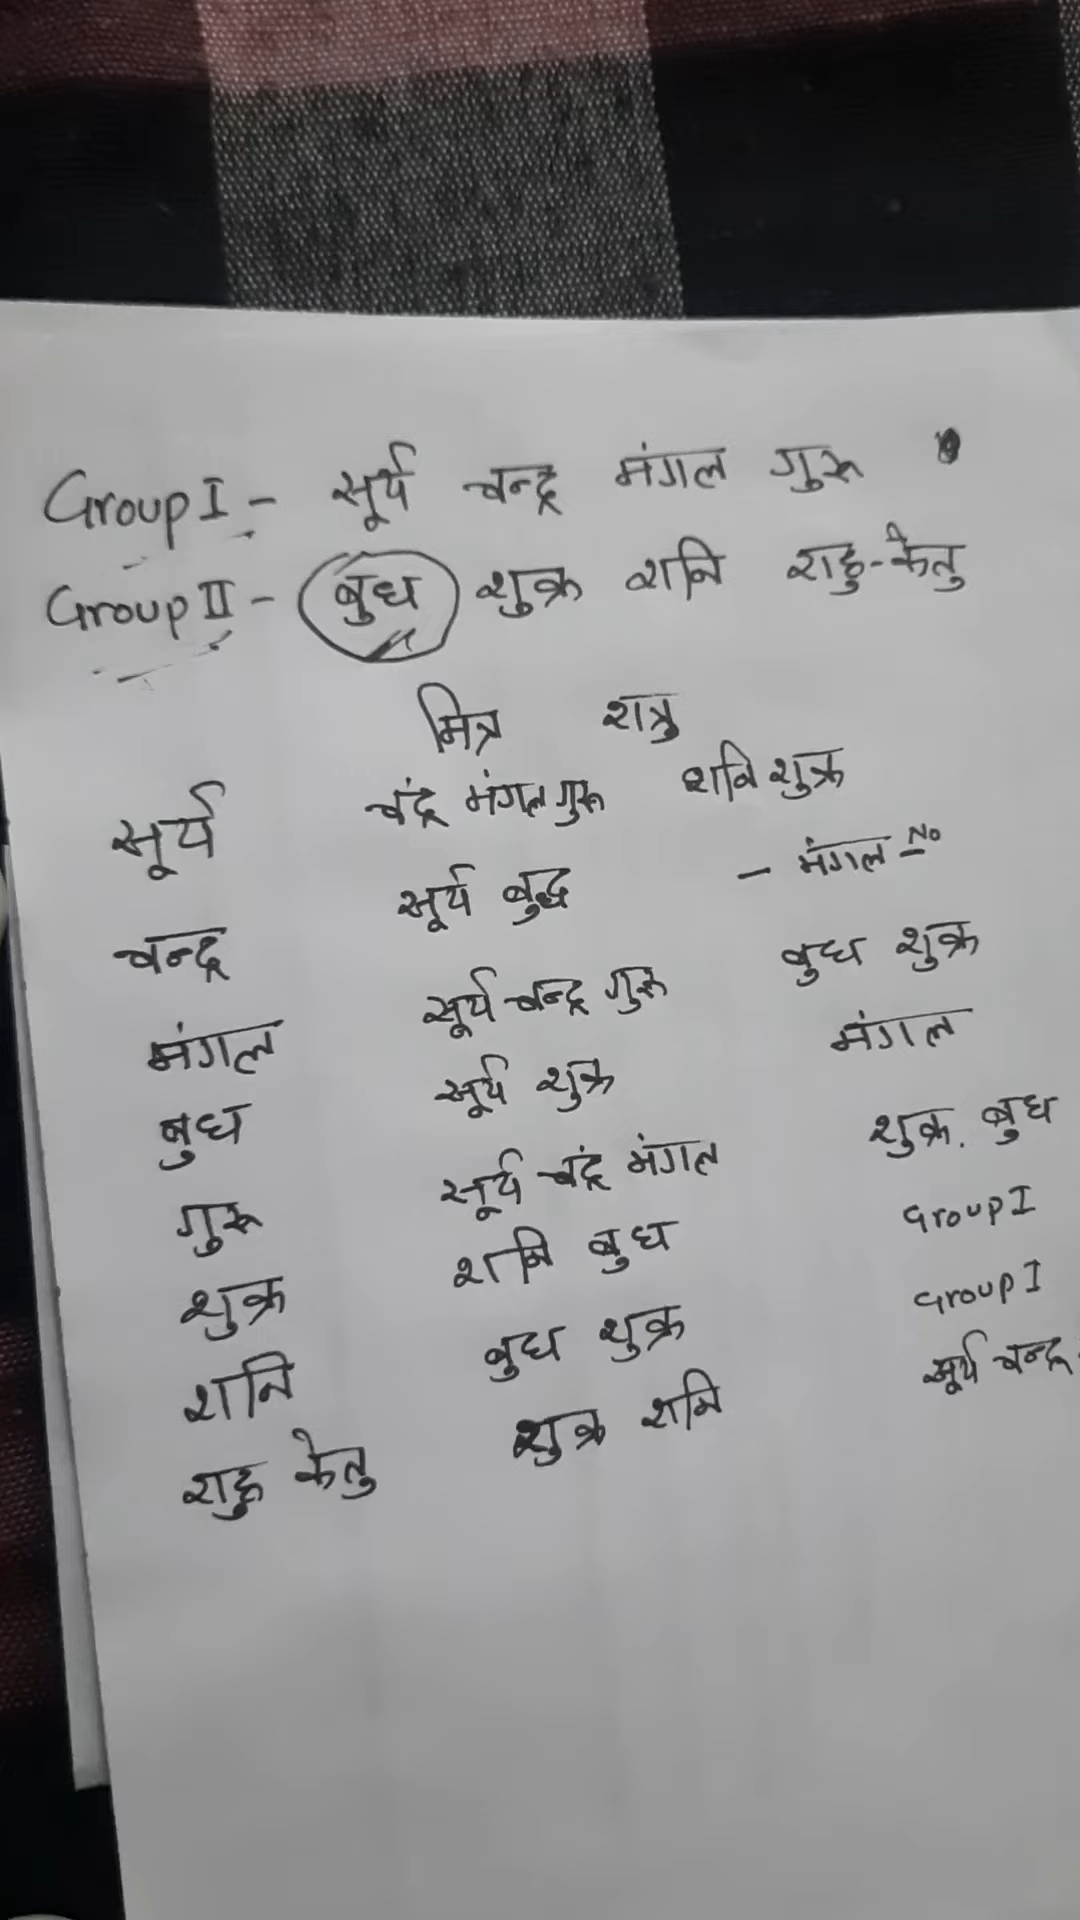 Group I - सूर्य चन्द्र मंगल गुरू
Group II - बुध शुक्र शनि राहु-केतु
मित्र शत्रु
सूर्य चंद्र मंगल गुरू शनि शुक्र
चन्द्र सूर्य बुद्ध - मंगल - No
मंगल सूर्य चन्द्र गुरू बुध शुक्र
बुध सूर्य शुक्र मंगल
गुरू सूर्य चंद्र मंगल शुक्र. बुध
शुक्र शनि बुध Group I
शनि बुध शुक्र Group I
राहु केतु शुक्र शनि सूर्य चन्द्र